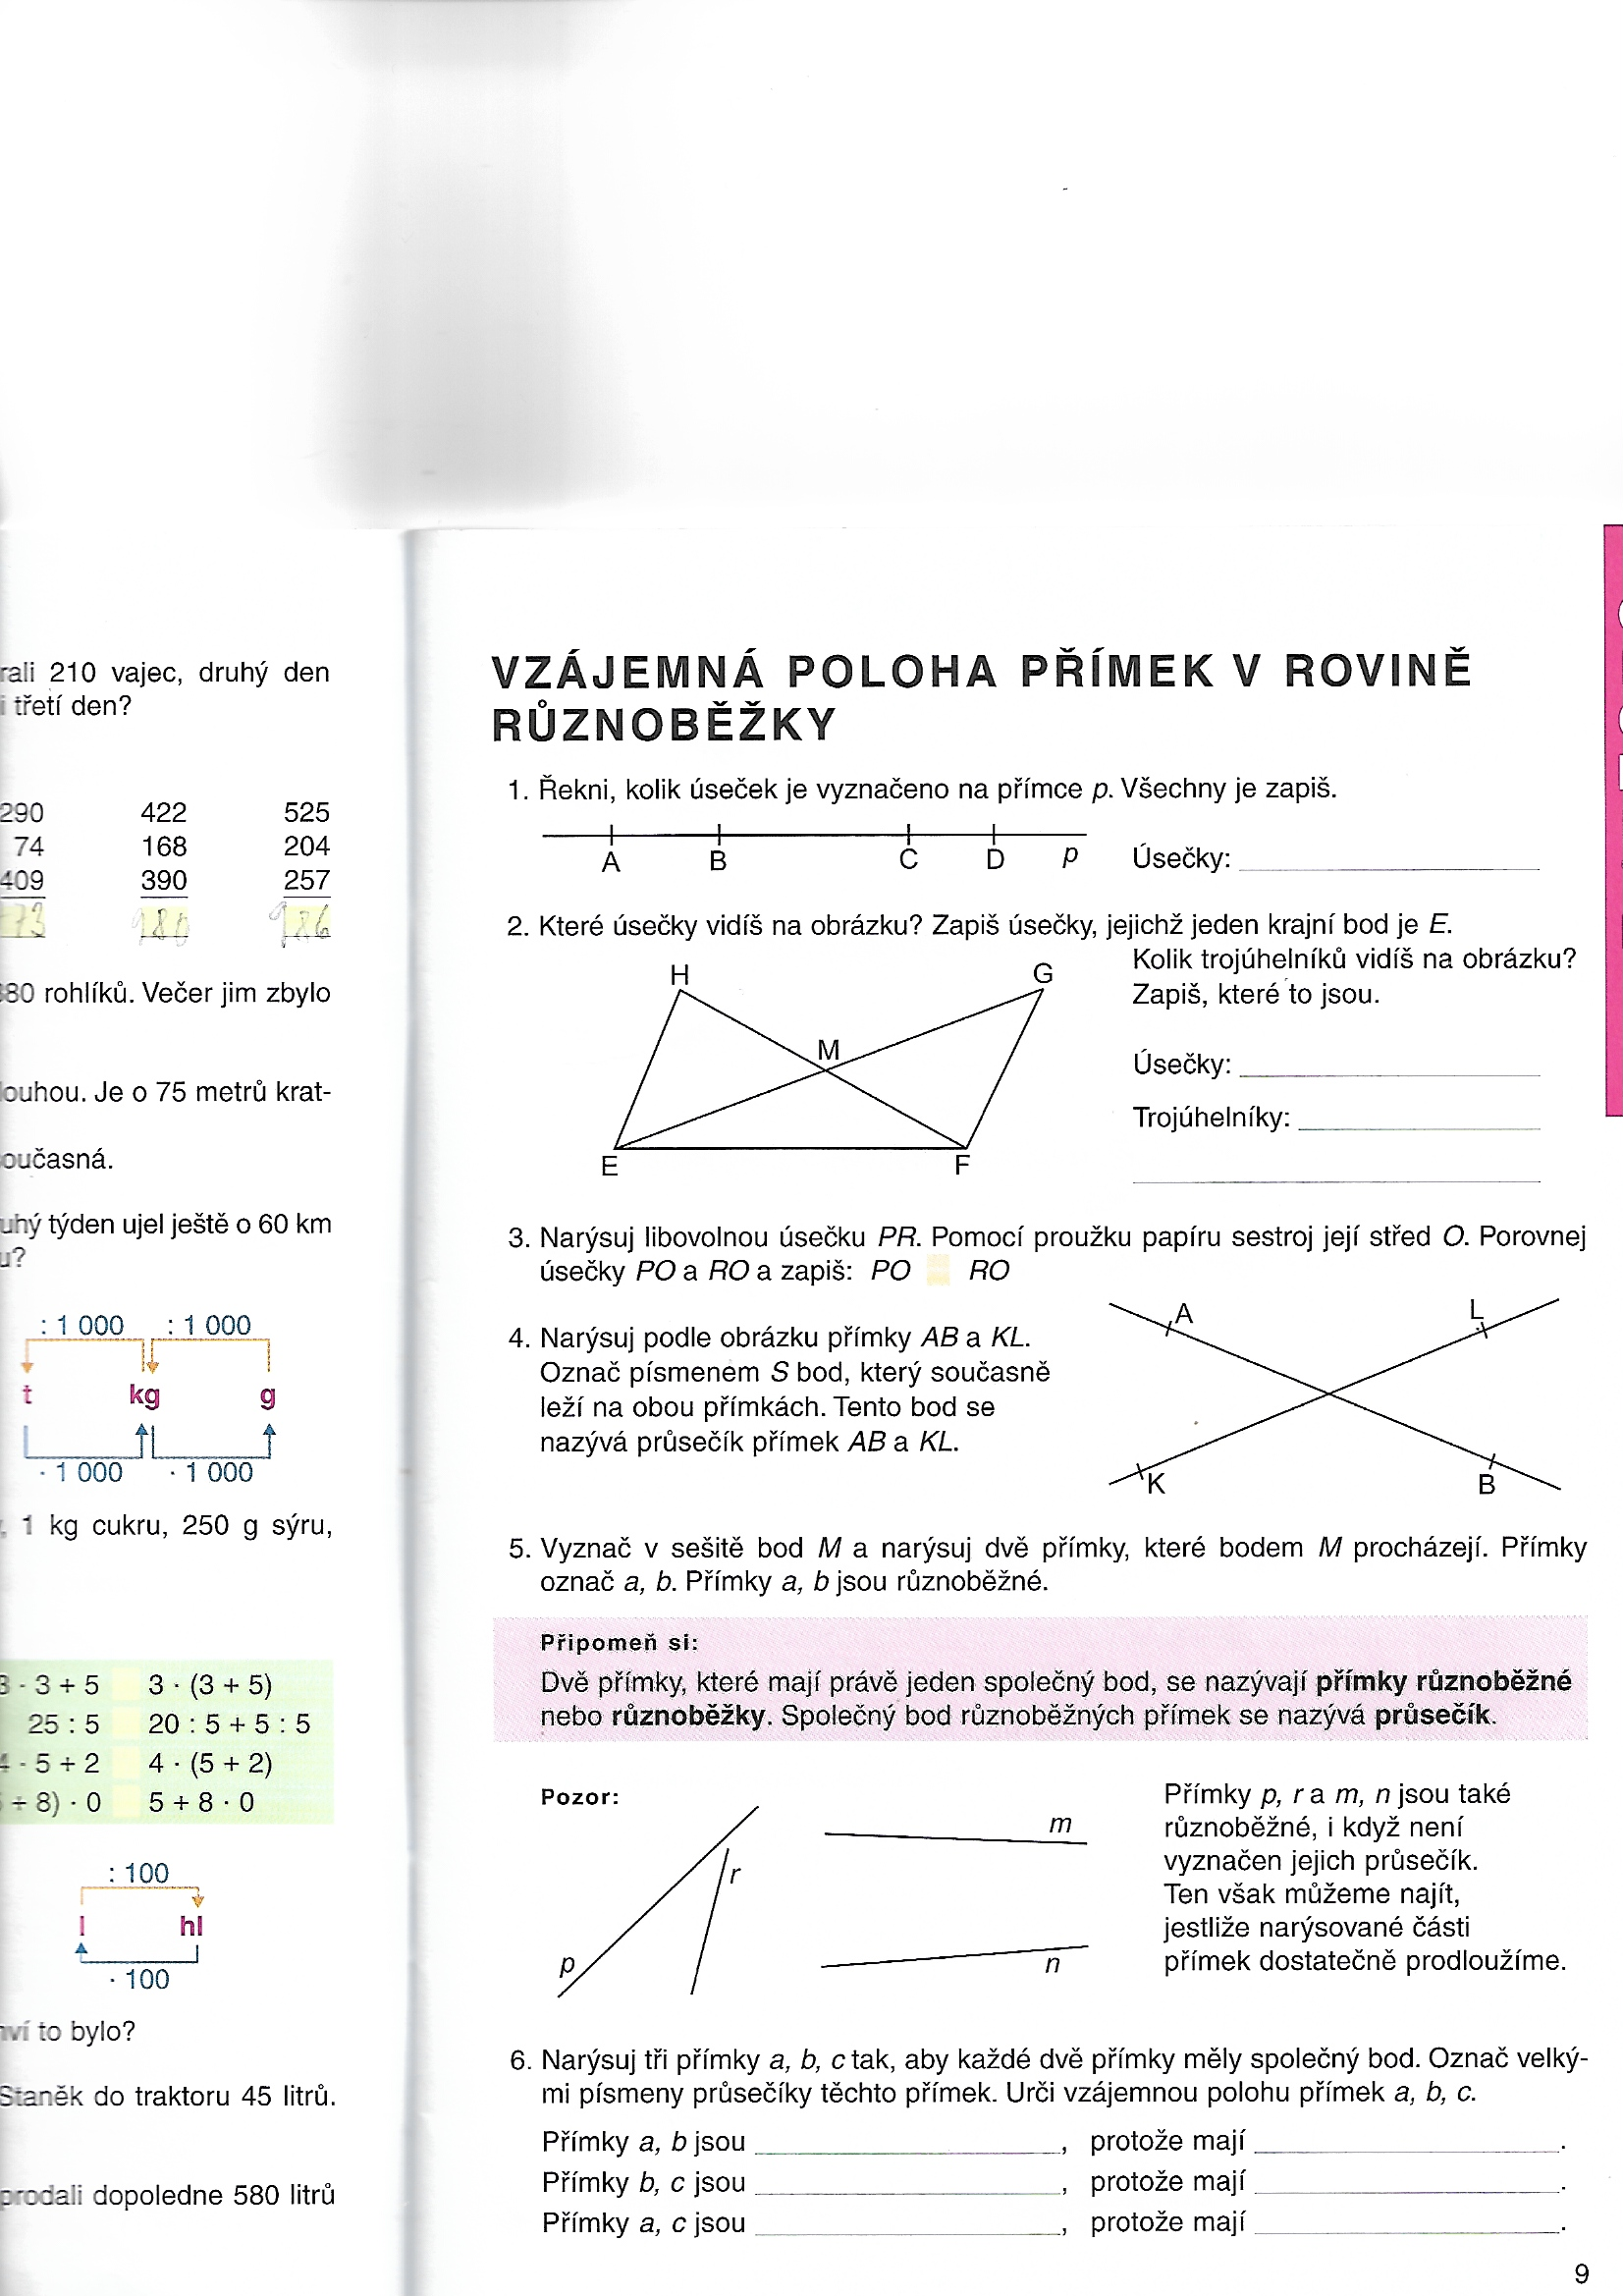 210 vajec, druhý den
třetí den?
290 422 525
74 168 204
409 390 257
73 980 986
rohlíků. Večer jim zbylo
Je o 75 metrů krat-
týden ujel ještě o 60 km
: 1 000 : 1 000
t kg g
· 1 000 · 1 000
1 kg cukru, 250 g sýru,
· 3 + 5 3 · (3 + 5)
25 : 5 20 : 5 + 5 : 5
· 5 + 2 4 · (5 + 2)
+ 8) · 0 5 + 8 · 0
: 100
l hl
· 100
to bylo?
Staněk do traktoru 45 litrů.
prodali dopoledne 580 litrů
VZÁJEMNÁ POLOHA PŘÍMEK V ROVINĚ
RŮZNOBĚŽKY
1. Řekni, kolik úseček je vyznačeno na přímce p. Všechny je zapiš.
A B C D p Úsečky:
2. Které úsečky vidíš na obrázku? Zapiš úsečky, jejichž jeden krajní bod je E.
Kolik trojúhelníků vidíš na obrázku?
Zapiš, které to jsou.
H G
M
E F
Úsečky:
Trojúhelníky:
3. Narýsuj libovolnou úsečku PR. Pomocí proužku papíru sestroj její střed O. Porovnej
úsečky PO a RO a zapiš: PO RO
4. Narýsuj podle obrázku přímky AB a KL.
Označ písmenem S bod, který současně
leží na obou přímkách. Tento bod se
nazývá průsečík přímek AB a KL.
A L
K B
5. Vyznač v sešitě bod M a narýsuj dvě přímky, které bodem M procházejí. Přímky
označ a, b. Přímky a, b jsou různoběžné.
Připomeň si:
Dvě přímky, které mají právě jeden společný bod, se nazývají přímky různoběžné
nebo různoběžky. Společný bod různoběžných přímek se nazývá průsečík.
Pozor:
p r
m
n
Přímky p, r a m, n jsou také
různoběžné, i když není
vyznačen jejich průsečík.
Ten však můžeme najít,
jestliže narýsované části
přímek dostatečně prodloužíme.
6. Narýsuj tři přímky a, b, c tak, aby každé dvě přímky měly společný bod. Označ velký-
mi písmeny průsečíky těchto přímek. Urči vzájemnou polohu přímek a, b, c.
Přímky a, b jsou , protože mají .
Přímky b, c jsou , protože mají .
Přímky a, c jsou , protože mají .
9